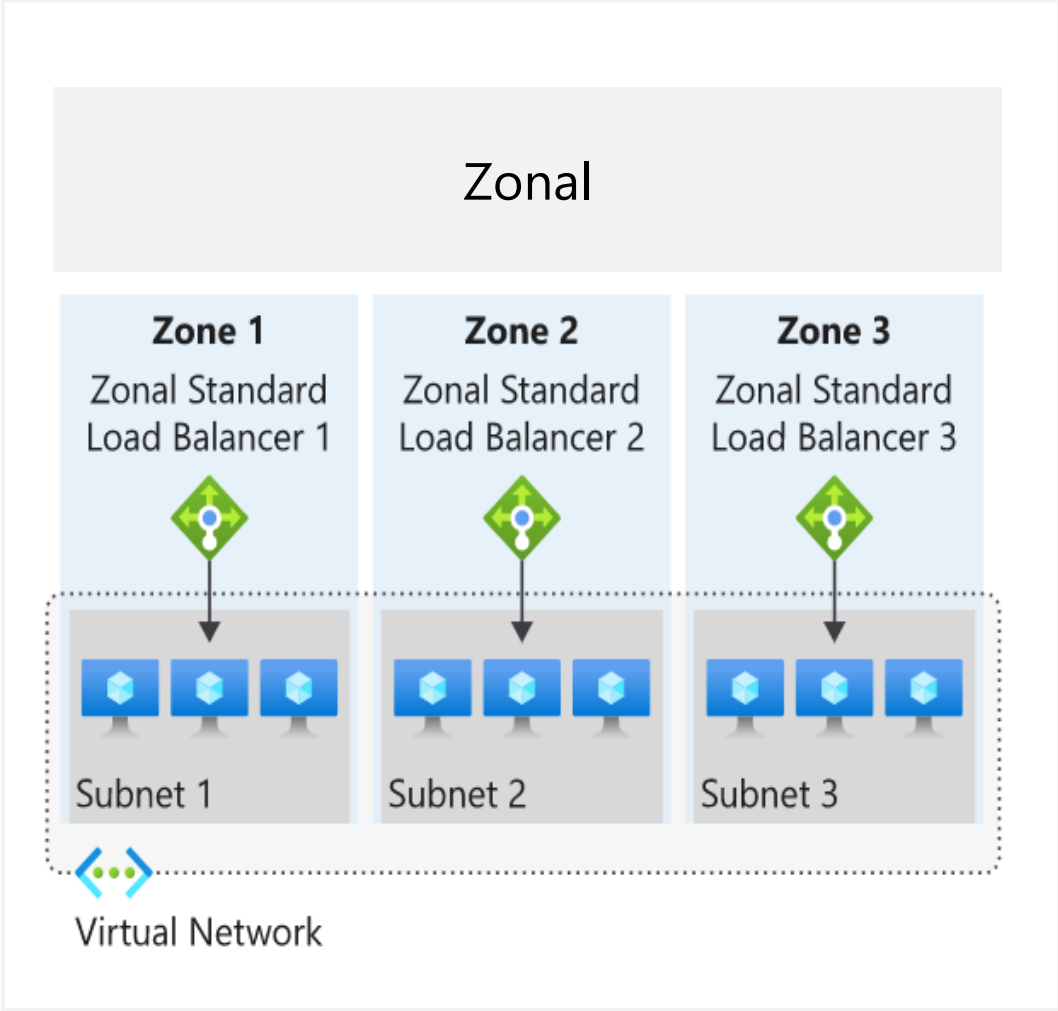 Zonal
Zone 1
Zonal Standard
Load Balancer 1
Zone 2
Zonal Standard
Load Balancer 2
Zone 3
Zonal Standard
Load Balancer 3
Subnet 1
Subnet 2
Subnet 3
Virtual Network